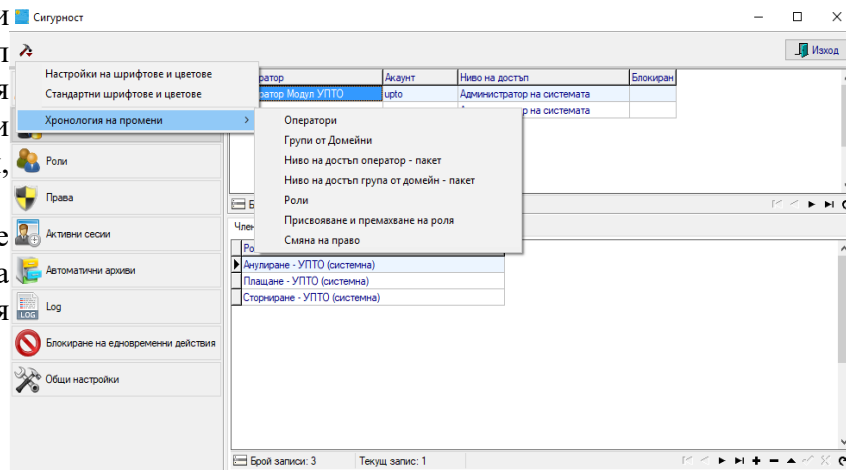 Сигурност
Изход
Настройки на шрифтове и цветове
Стандартни шрифтове и цветове
Хронология на промени
Оператори
Групи от Домейни
Ниво на достъп оператор - пакет
Ниво на достъп група от домейн - пакет
Роли
Присвояване и премахване на роля
Смяна на право
Акаунт Ниво на достъп Блокиран
Модул УПТО upto Администратор на системата
на системата
Роли
Права
Активни сесии
Автоматични архиви
Log
LOG
Блокиране на едновременни действия
Общи настройки
Анулиране - УПТО (системна)
Плащане - УПТО (системна)
Сторниране - УПТО (системна)
Брой записи: 3 Текущ запис: 1